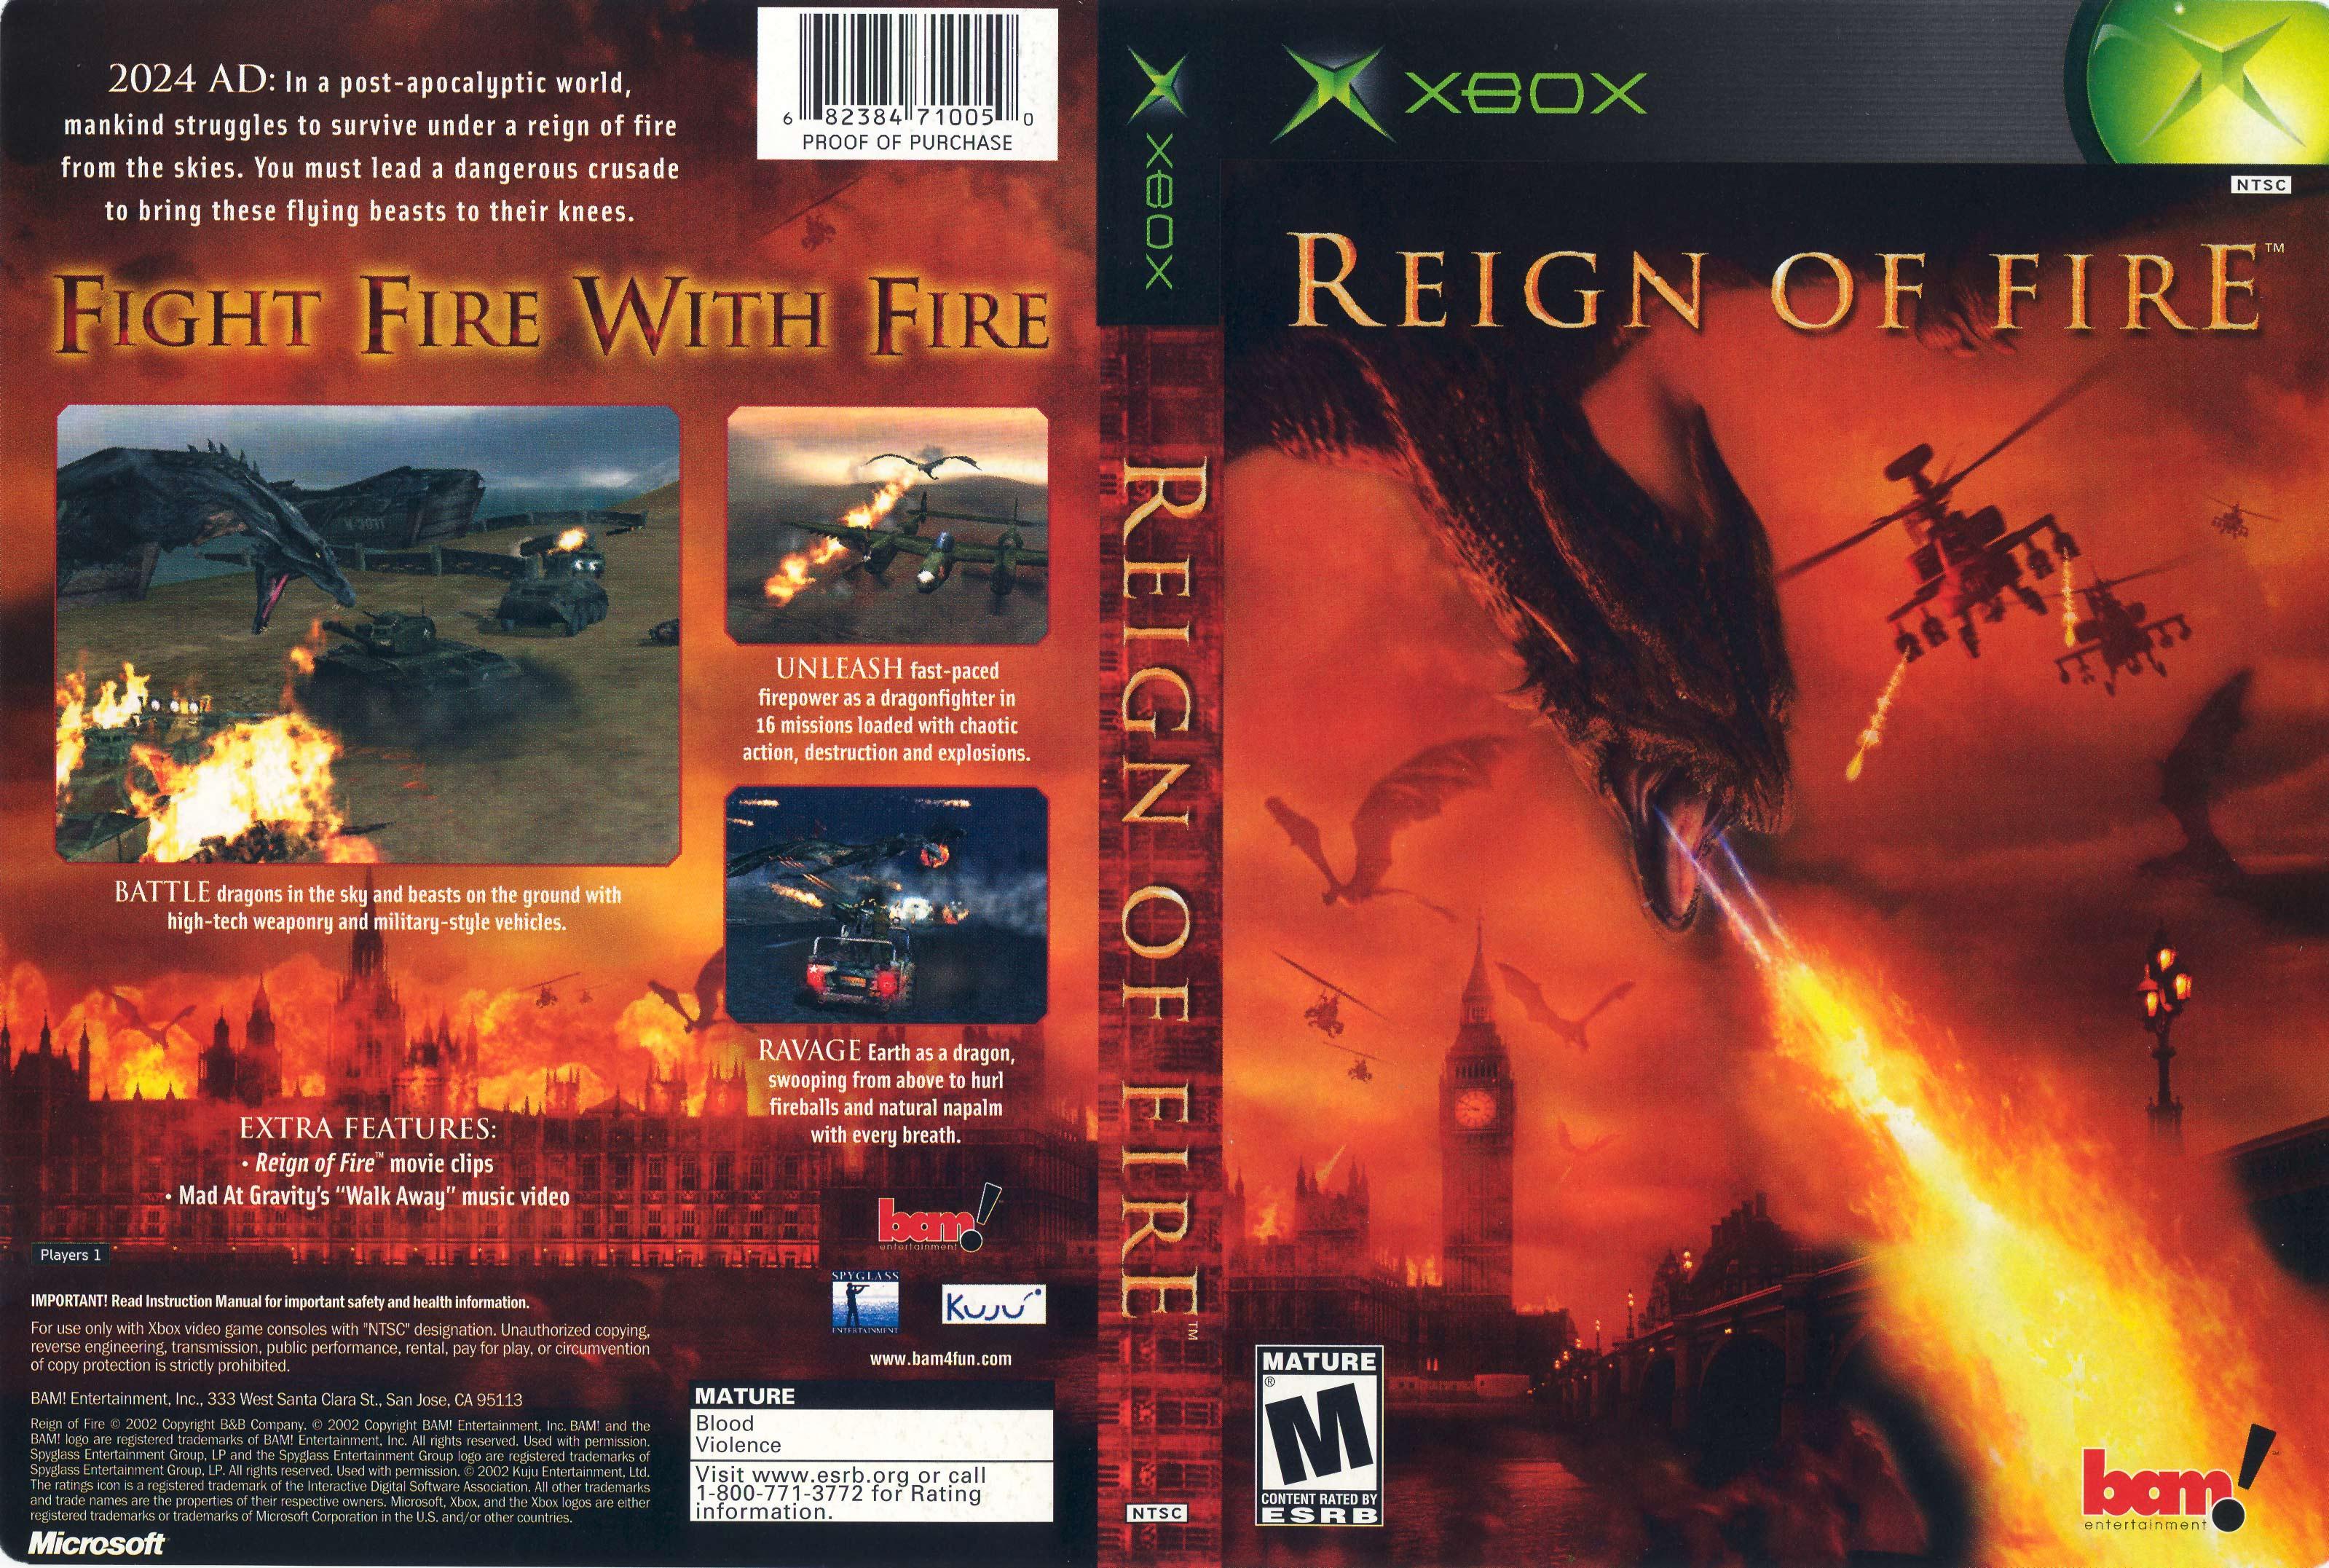 2024 AD: In a post-apocalyptic world,
mankind struggles to survive under a reign of fire
from the skies. You must lead a dangerous crusade
to bring these flying beasts to their knees.
6 82384 71005 0
PROOF OF PURCHASE
FIGHT FIRE WITH FIRE
UNLEASH fast-paced
firepower as a dragonfighter in
16 missions loaded with chaotic
action, destruction and explosions.
BATTLE dragons in the sky and beasts on the ground with
high-tech weaponry and military-style vehicles.
RAVAGE Earth as a dragon,
swooping from above to hurl
fireballs and natural napalm
with every breath.
EXTRA FEATURES:
• Reign of Fire™ movie clips
• Mad At Gravity's "Walk Away" music video
bam!
entertainment
Players 1
SPYGLASS
ENTERTAINMENT
Kuju
www.bam4fun.com
IMPORTANT! Read Instruction Manual for important safety and health information.
For use only with Xbox video game consoles with "NTSC" designation. Unauthorized copying,
reverse engineering, transmission, public performance, rental, pay for play, or circumvention
of copy protection is strictly prohibited.
BAM! Entertainment, Inc., 333 West Santa Clara St., San Jose, CA 95113
Reign of Fire © 2002 Copyright B&B Company. © 2002 Copyright BAM! Entertainment, Inc. BAM! and the
BAM! logo are registered trademarks of BAM! Entertainment, Inc. All rights reserved. Used with permission.
Spyglass Entertainment Group, LP and the Spyglass Entertainment Group logo are registered trademarks of
Spyglass Entertainment Group, LP. All rights reserved. Used with permission. © 2002 Kuju Entertainment, Ltd.
The ratings icon is a registered trademark of the Interactive Digital Software Association. All other trademarks
and trade names are the properties of their respective owners. Microsoft, Xbox, and the Xbox logos are either
registered trademarks or trademarks of Microsoft Corporation in the U.S. and/or other countries.
Microsoft
MATURE
Blood
Violence
Visit www.esrb.org or call
1-800-771-3772 for Rating
information.
XBOX
REIGN OF FIRE™
NTSC
XBOX
NTSC
REIGN OF FIRE™
MATURE
®
M
CONTENT RATED BY
ESRB
bam!
entertainment